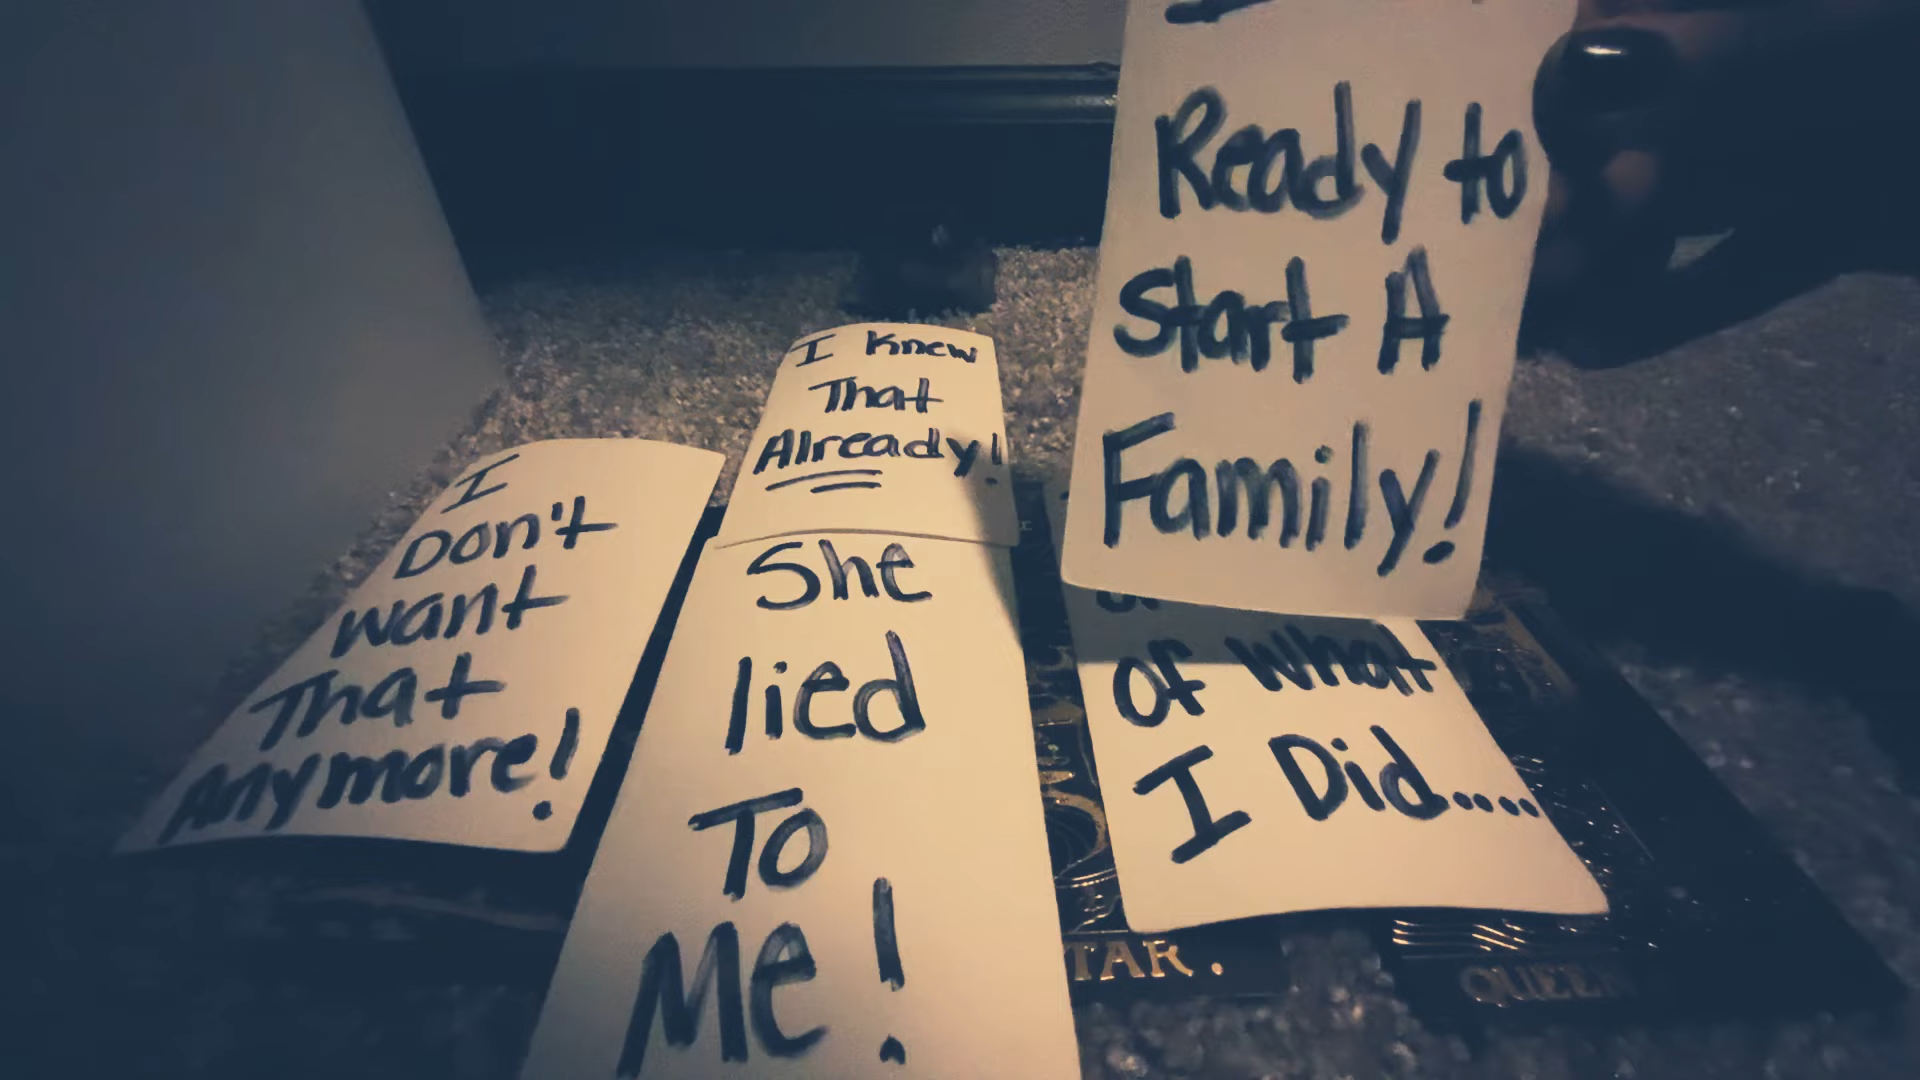 I
Don't
want
That
Anymore!
I Knew
That
Already!
She
lied
To
Me!
Ready to
Start A
Family!
of what
I Did....
TAR.
QUEEN